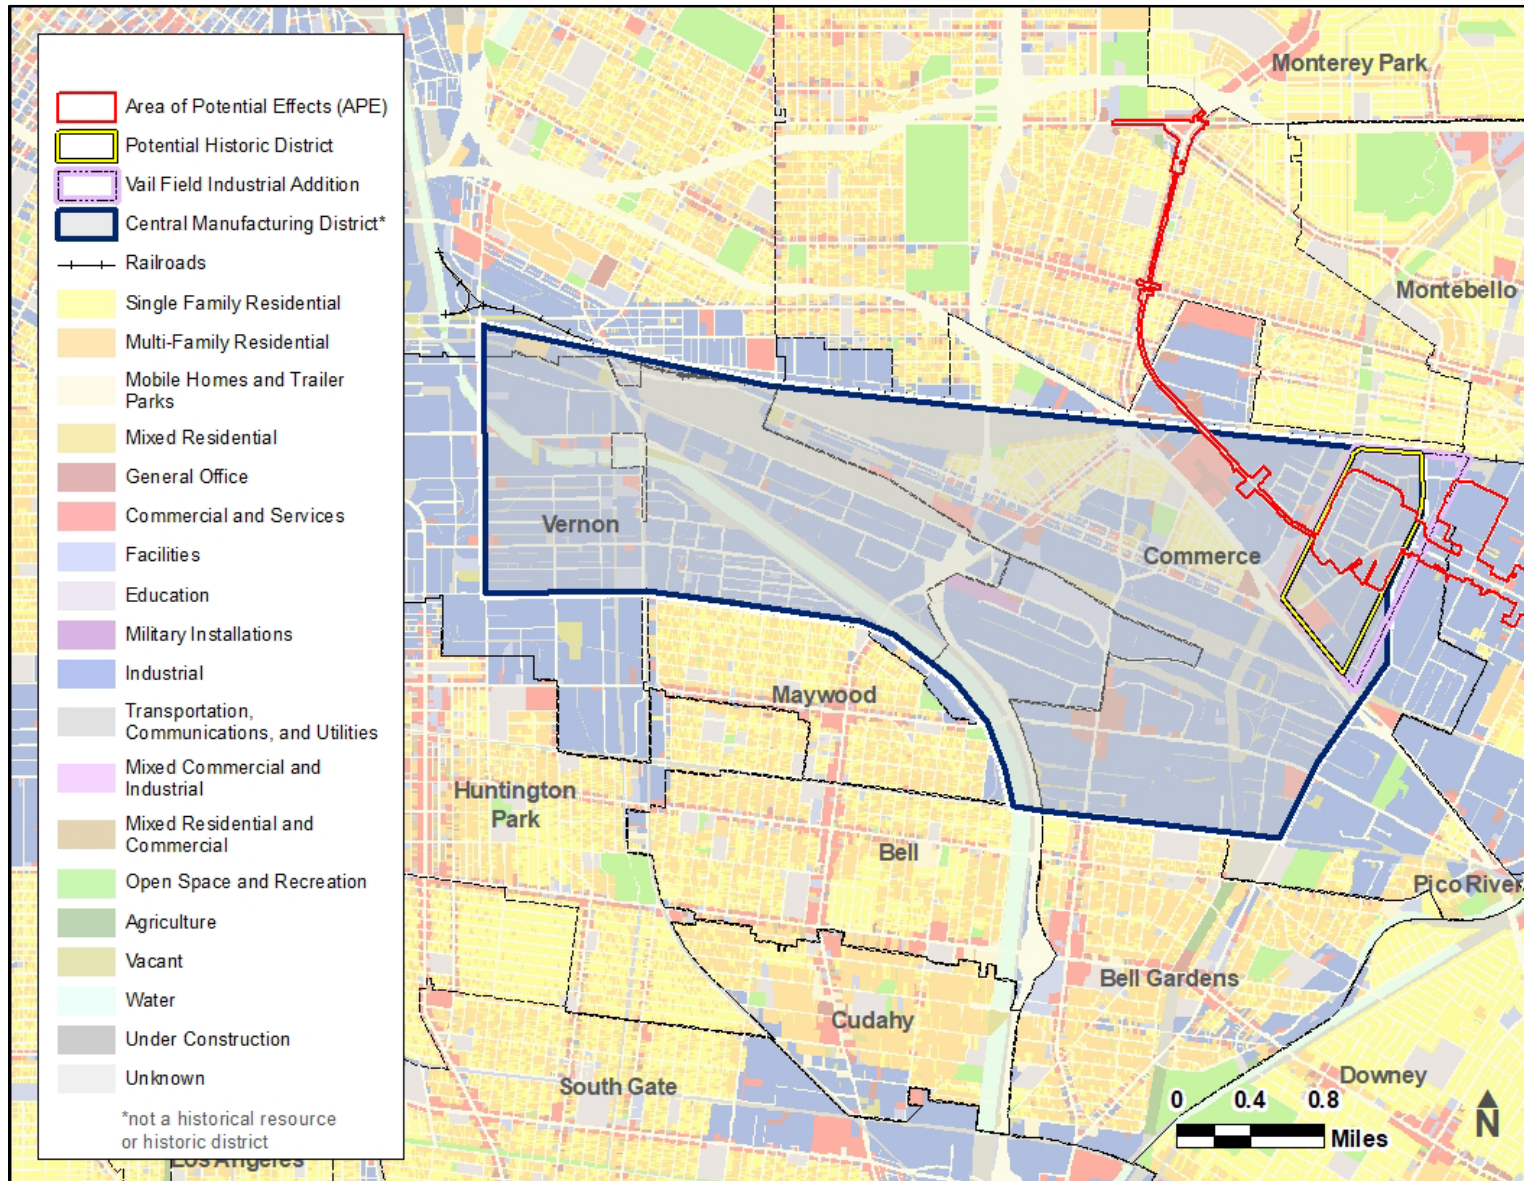 Area of Potential Effects (APE)
Potential Historic District
Vail Field Industrial Addition
Central Manufacturing District*
Railroads
Single Family Residential
Multi-Family Residential
Mobile Homes and Trailer
Parks
Mixed Residential
General Office
Commercial and Services
Facilities
Education
Military Installations
Industrial
Transportation,
Communications, and Utilities
Mixed Commercial and
Industrial
Mixed Residential and
Commercial
Open Space and Recreation
Agriculture
Vacant
Water
Under Construction
Unknown
*not a historical resource
or historic district
Los Angeles
Monterey Park
Montebello
Vernon
Commerce
Maywood
Huntington
Park
Bell
Pico River
Bell Gardens
Cudahy
South Gate
Downey
0 0.4 0.8
Miles
N